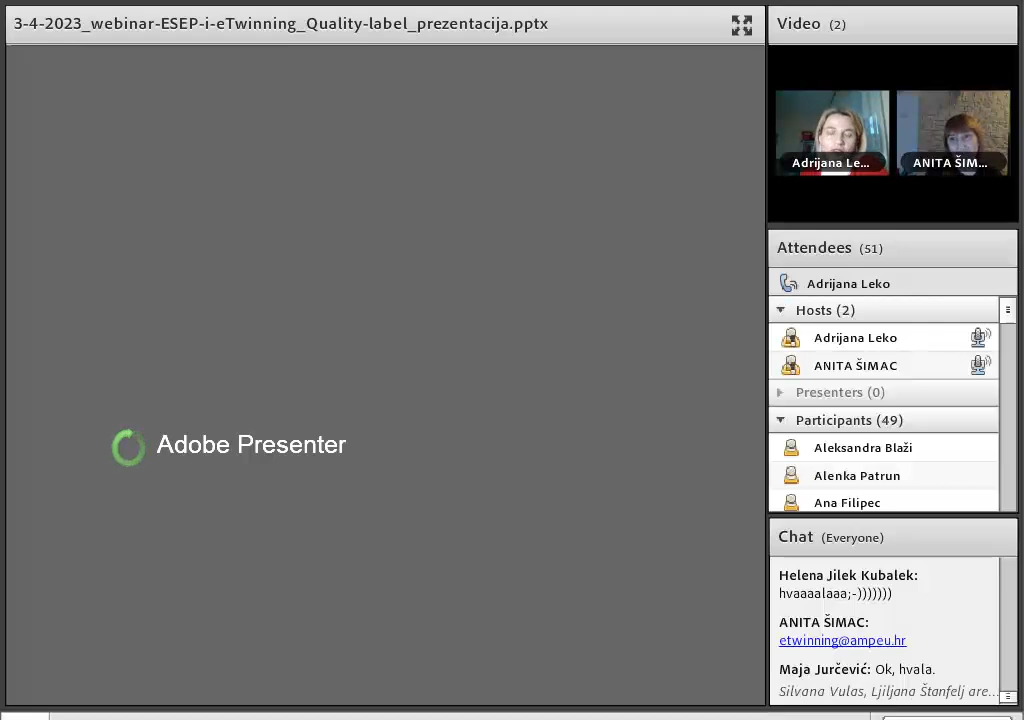 3-4-2023_webinar-ESEP-i-eTwinning_Quality-label_prezentacija.pptx
Adobe Presenter
Video (2)
Adrijana Le...
ANITA ŠIM...
Attendees (51)
Adrijana Leko
Hosts (2)
Adrijana Leko
ANITA ŠIMAC
Presenters (0)
Participants (49)
Aleksandra Blaži
Alenka Patrun
Ana Filipec
Chat (Everyone)
Helena Jilek Kubalek:
hvaaaalaaa;-)))))))
ANITA ŠIMAC:
etwinning@ampeu.hr
Maja Jurčević: Ok, hvala.
Silvana Vulas, Ljiljana Štanfelj are...